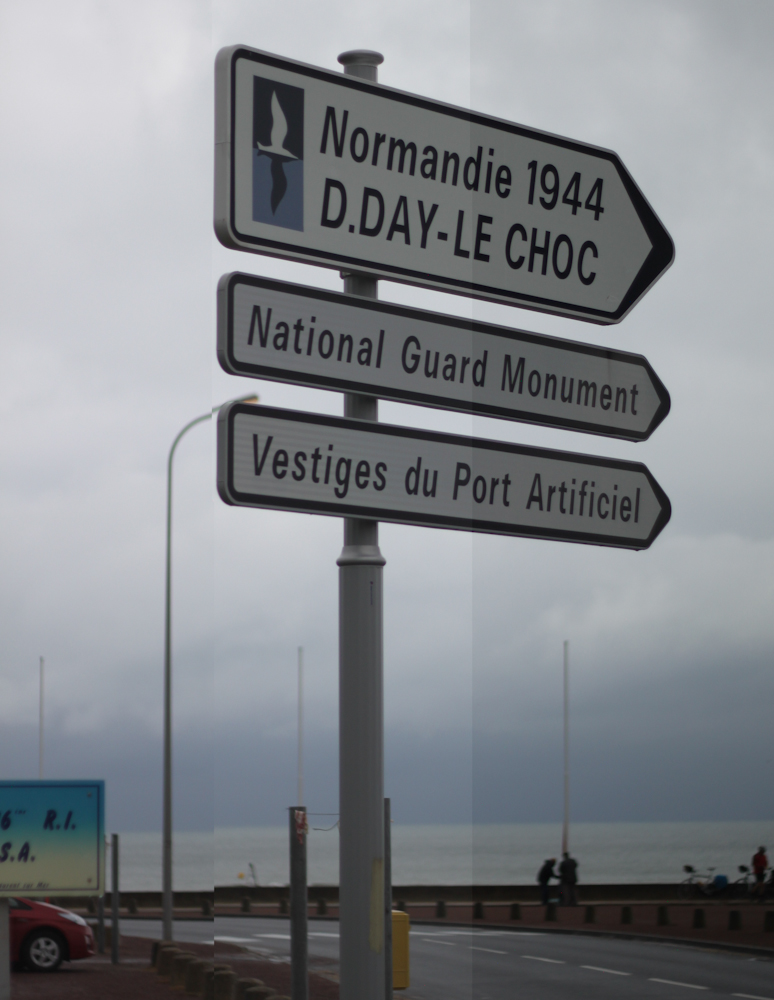 Normandie 1944
D.DAY-LE CHOC
National Guard Monument
Vestiges du Port Artificiel
R.I.
S.A.